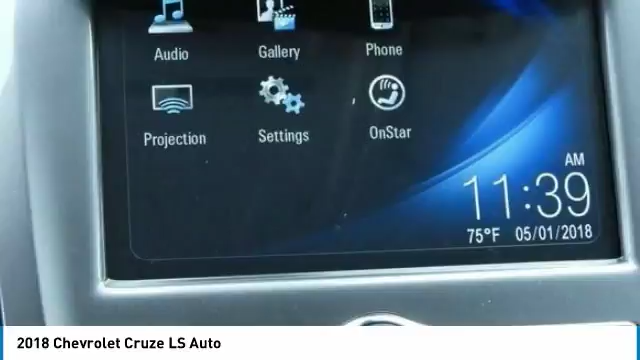 Audio Gallery Phone
Projection Settings OnStar
AM
11:39
75°F 05/01/2018
2018 Chevrolet Cruze LS Auto